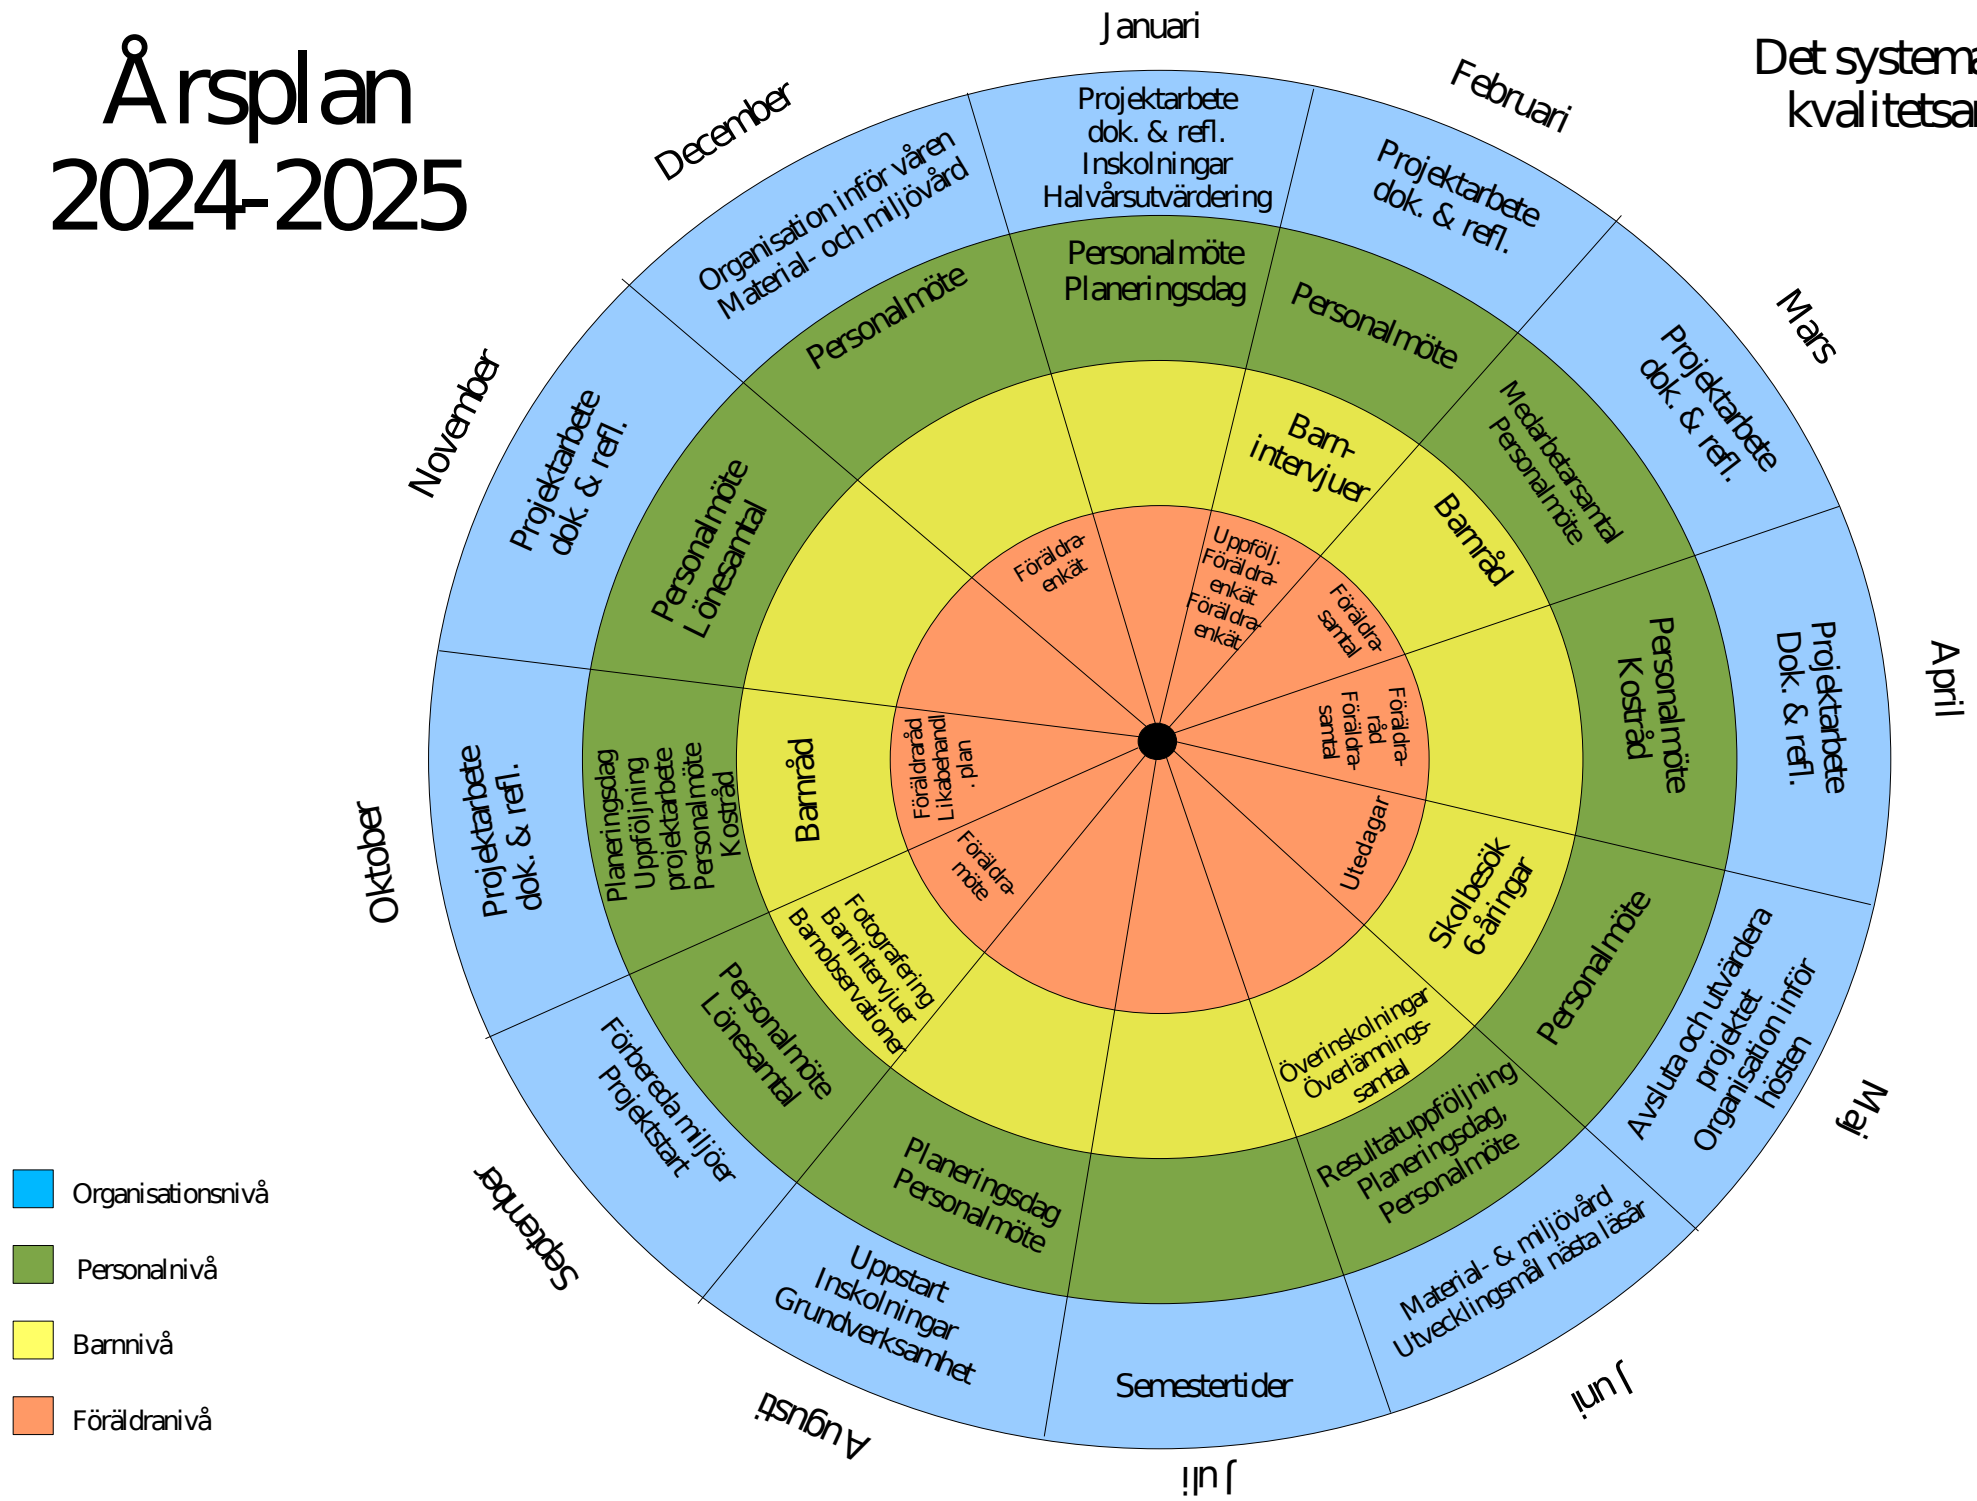 Årsplan
2024-2025
Det systema
kvalitetsar
Januari
Projektarbete
dok. & refl.
Inskolningar
Halvårsutvärdering
Personalmöte
Planeringsdag
Februari
Projektarbete
dok. & refl.
Personalmöte
Barn-
intervjuer
Uppfölj.
Föräldra-
enkät
Föräldra-
enkät
Mars
Projektarbete
dok. & refl.
Medarbetarsamtal
Personalmöte
Barnråd
Föräldra-
samtal
April
Projektarbete
Dok. & refl.
Personalmöte
Kostråd
Föräldra-
råd
Föräldra-
samtal
Maj
Avsluta och utvärdera
projektet
Organisation inför
hösten
Personalmöte
Skolbesök
6-åringar
Utedagar
Juni
Material- & miljövård
Utvecklingsmål nästa läsår
Resultatuppföljning
Planeringsdag,
Personalmöte
Överinskolningar
Överlämnings-
samtal
Juli
Semestertider
Augusti
Uppstart
Inskolningar
Grundverksamhet
Planeringsdag
Personalmöte
September
Förbereda miljöer
Projektstart
Personalmöte
Lönesamtal
Fotografering
Barnintervjuer
Barnobservationer
Föräldra-
möte
Oktober
Projektarbete
dok. & refl.
Planeringsdag
Uppföljning
projektarbete
Personalmöte
Kostråd
Barnråd
Föräldraråd
Likabehandl
. plan
November
Projektarbete
dok. & refl.
Personalmöte
Lönesamtal
December
Organisation inför våren
Material- och miljövård
Personalmöte
Föräldra-
enkät
Organisationsnivå
Personalnivå
Barnnivå
Föräldranivå